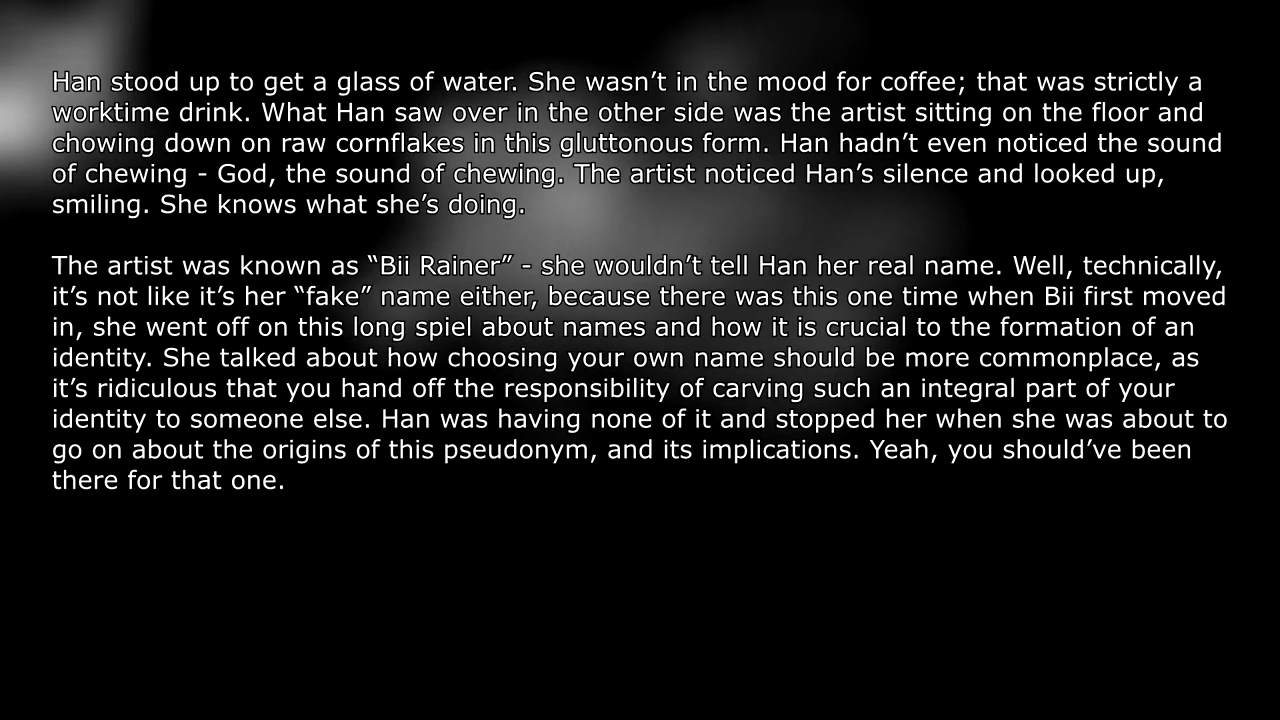 Han stood up to get a glass of water. She wasn’t in the mood for coffee; that was strictly a
worktime drink. What Han saw over in the other side was the artist sitting on the floor and
chowing down on raw cornflakes in this gluttonous form. Han hadn’t even noticed the sound
of chewing - God, the sound of chewing. The artist noticed Han’s silence and looked up,
smiling. She knows what she’s doing.
The artist was known as “Bii Rainer” - she wouldn’t tell Han her real name. Well, technically,
it’s not like it’s her “fake” name either, because there was this one time when Bii first moved
in, she went off on this long spiel about names and how it is crucial to the formation of an
identity. She talked about how choosing your own name should be more commonplace, as
it’s ridiculous that you hand off the responsibility of carving such an integral part of your
identity to someone else. Han was having none of it and stopped her when she was about to
go on about the origins of this pseudonym, and its implications. Yeah, you should’ve been
there for that one.